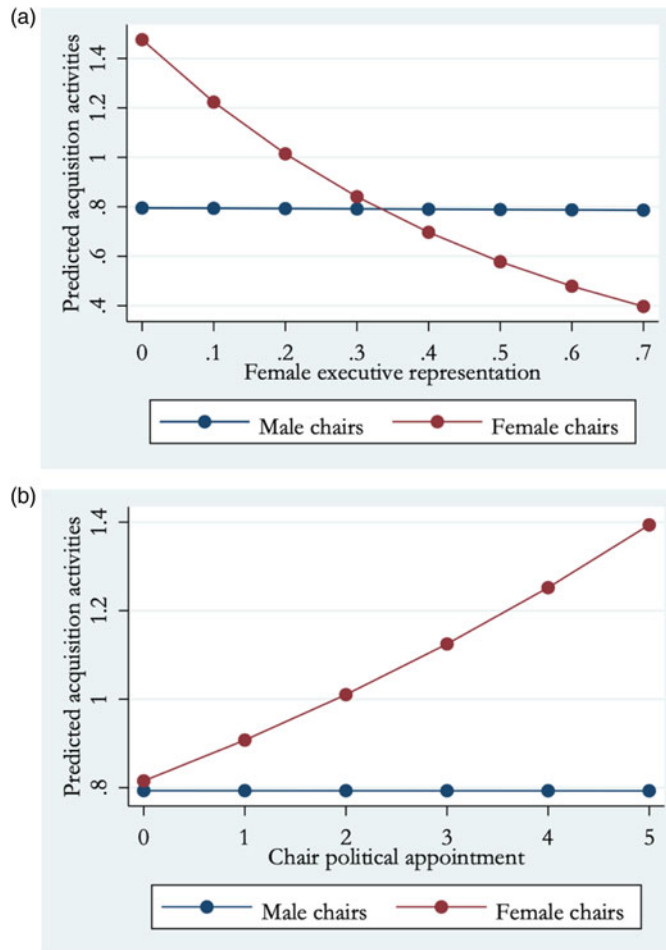 (a)
1.4
1.2
1
.8
.6
.4
Predicted acquisition activities
0 .1 .2 .3 .4 .5 .6 .7
Female executive representation
Male chairs Female chairs
(b)
1.4
1.2
1
.8
Predicted acquisition activities
0 1 2 3 4 5
Chair political appointment
Male chairs Female chairs